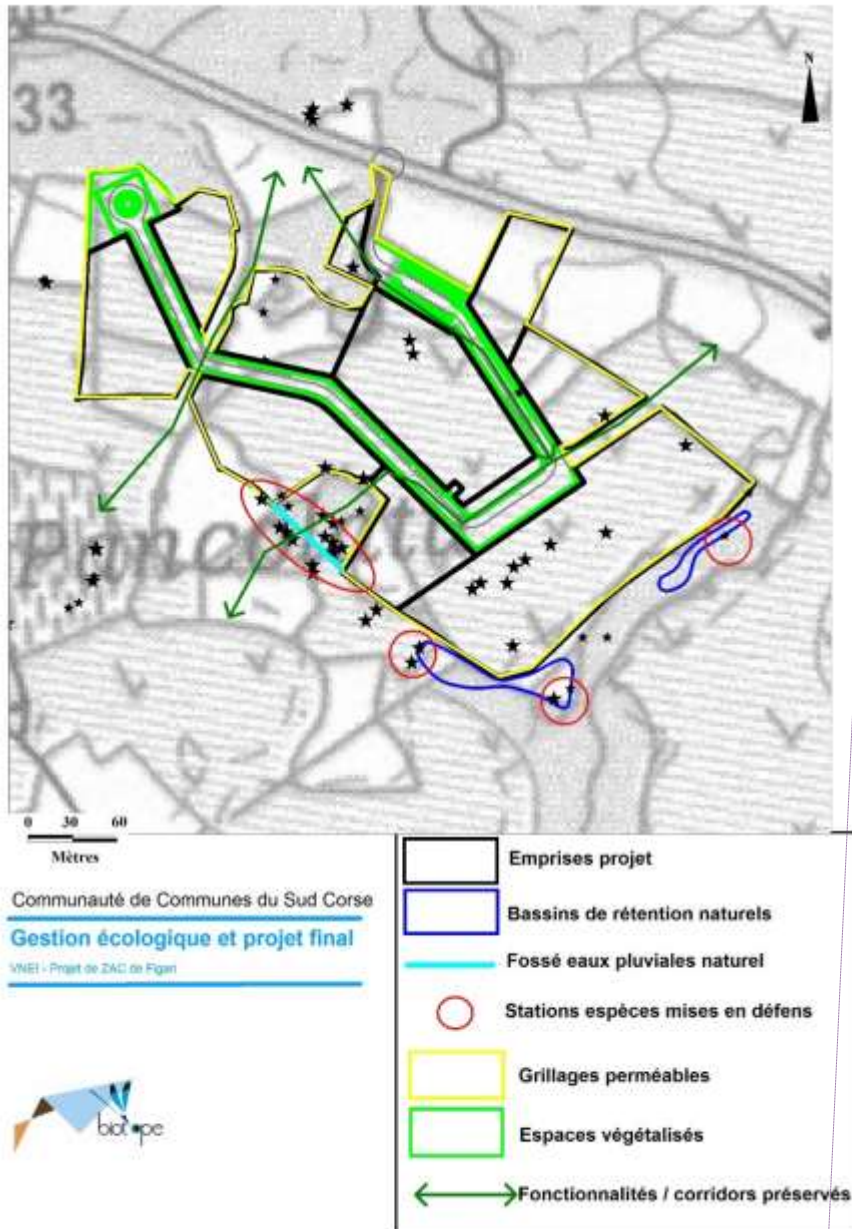 33
N
0 30 60
Mètres
Communauté de Communes du Sud Corse
Gestion écologique et projet final
VNEI - Projet de ZAC de Figari
biotope
Emprises projet
Bassins de rétention naturels
Fossé eaux pluviales naturel
Stations espèces mises en défens
Grillages perméables
Espaces végétalisés
Fonctionnalités / corridors préservés